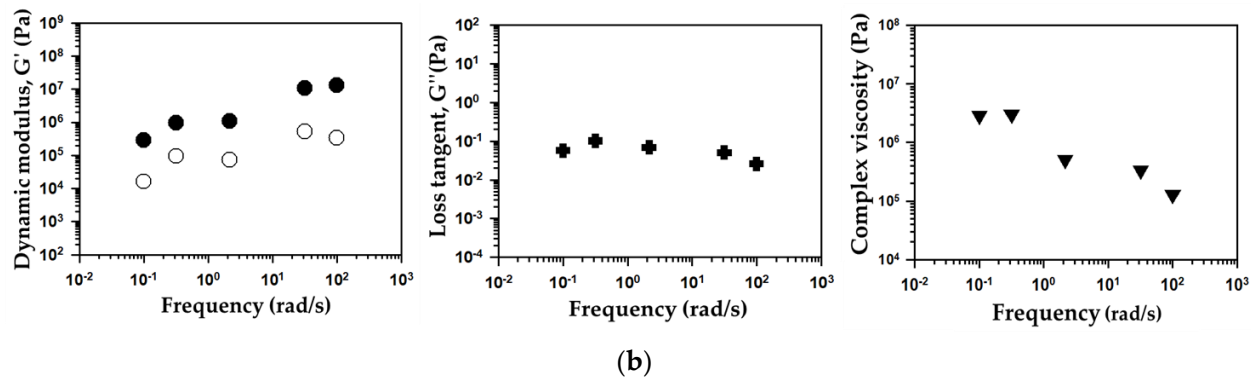 Dynamic modulus, G' (Pa)
10⁹
10⁸
10⁷
10⁶
10⁵
10⁴
10³
10²
10⁻² 10⁻¹ 10⁰ 10¹ 10² 10³
Frequency (rad/s)
Loss tangent, G''(Pa)
10²
10¹
10⁰
10⁻¹
10⁻²
10⁻³
10⁻⁴
10⁻² 10⁻¹ 10⁰ 10¹ 10² 10³
Frequency (rad/s)
Complex viscosity (Pa)
10⁸
10⁷
10⁶
10⁵
10⁴
10⁻² 10⁻¹ 10⁰ 10¹ 10² 10³
Frequency (rad/s)
(b)